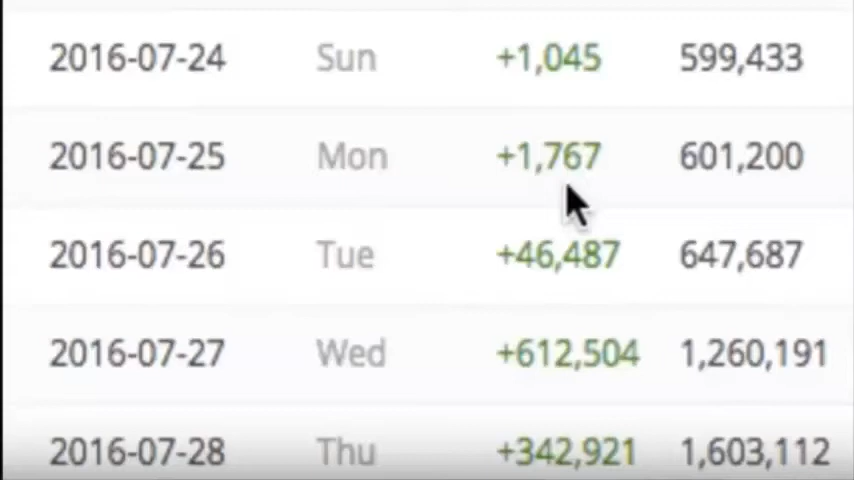 2016-07-24 Sun +1,045 599,433
2016-07-25 Mon +1,767 601,200
2016-07-26 Tue +46,487 647,687
2016-07-27 Wed +612,504 1,260,191
2016-07-28 Thu +342,921 1,603,112